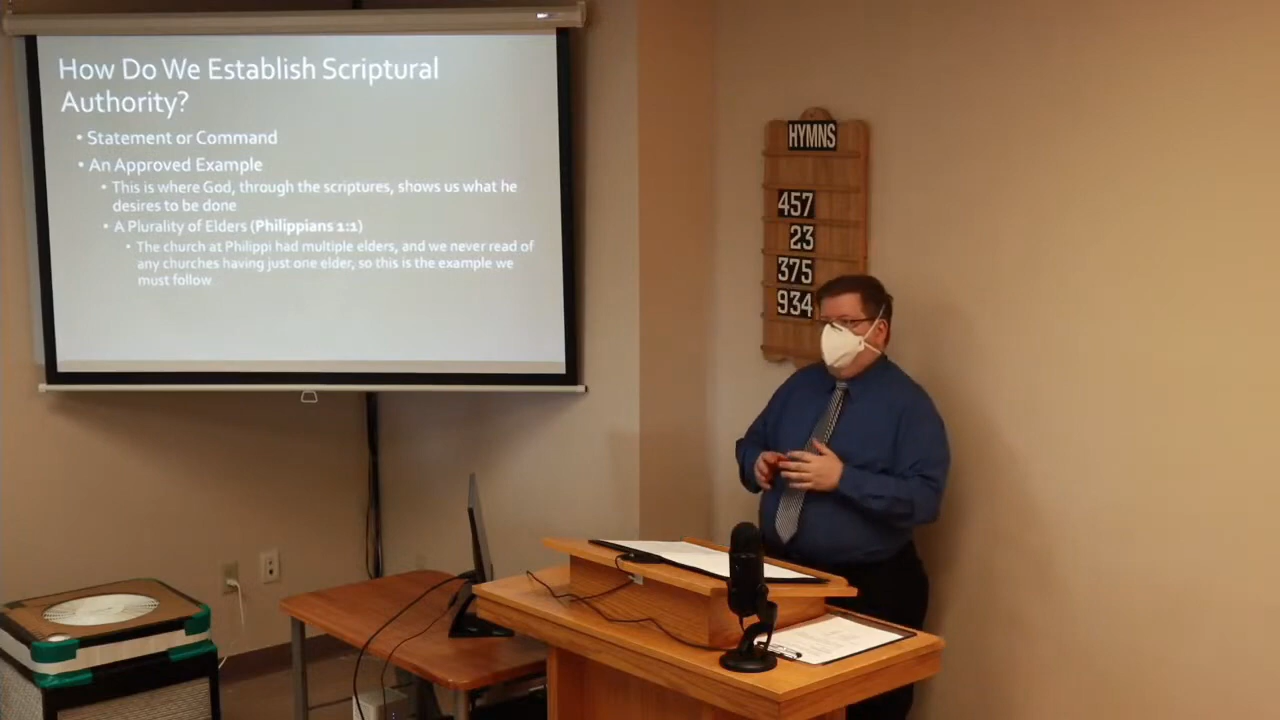 How Do We Establish Scriptural
Authority?
• Statement or Command
• An Approved Example
• This is where God, through the scriptures, shows us what he
desires to be done
• A Plurality of Elders (Philippians 1:1)
• The church at Philippi had multiple elders, and we never read of
any churches having just one elder, so this is the example we
must follow
HYMNS
457
23
375
934